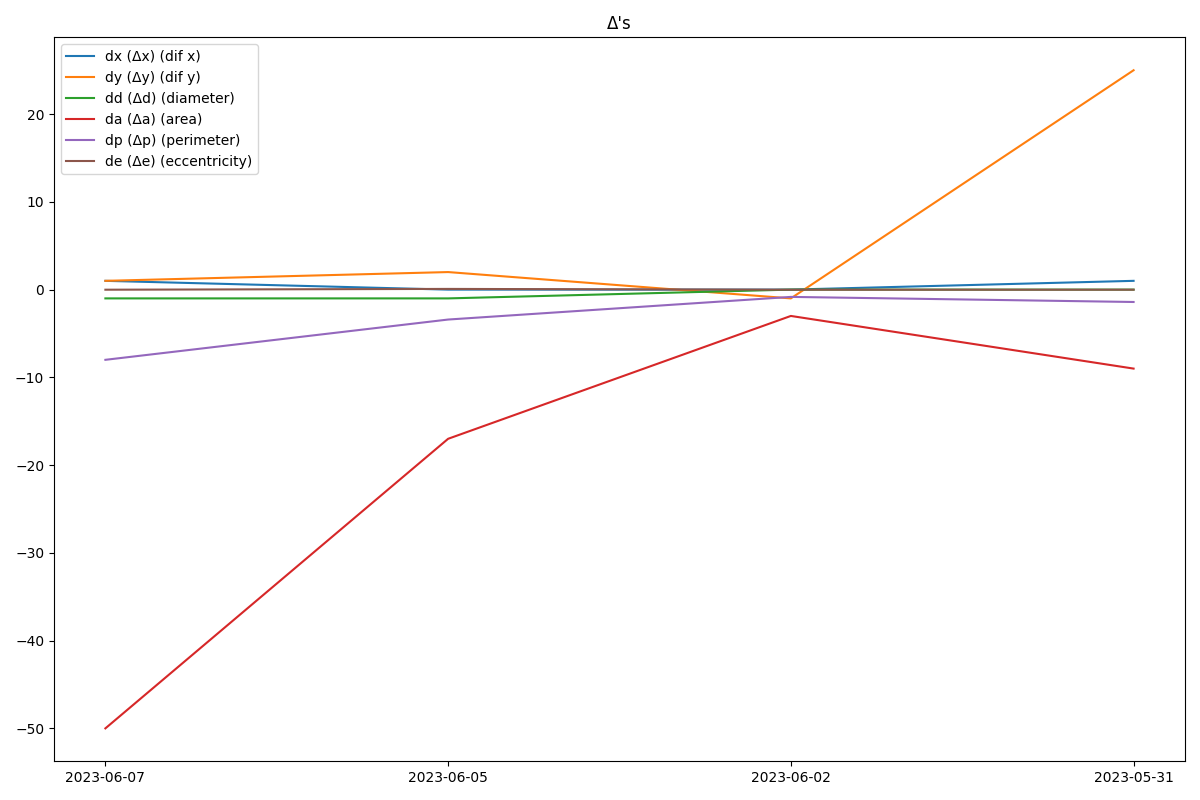 Δ's
dx (Δx) (dif x)
dy (Δy) (dif y)
dd (Δd) (diameter)
da (Δa) (area)
dp (Δp) (perimeter)
de (Δe) (eccentricity)
20
10
0
−10
−20
−30
−40
−50
2023-06-07 2023-06-05 2023-06-02 2023-05-31